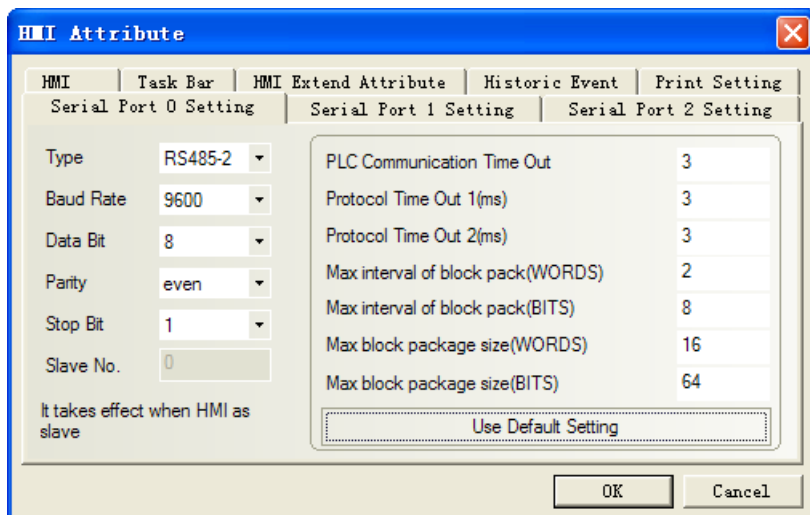 HMI Attribute
HMI
Task Bar
HMI Extend Attribute
Historic Event
Print Setting
Serial Port 0 Setting
Serial Port 1 Setting
Serial Port 2 Setting
Type RS485-2
Baud Rate 9600
Data Bit 8
Parity even
Stop Bit 1
Slave No. 0
It takes effect when HMI as
slave
PLC Communication Time Out 3
Protocol Time Out 1(ms) 3
Protocol Time Out 2(ms) 3
Max interval of block pack(WORDS) 2
Max interval of block pack(BITS) 8
Max block package size(WORDS) 16
Max block package size(BITS) 64
Use Default Setting
OK
Cancel